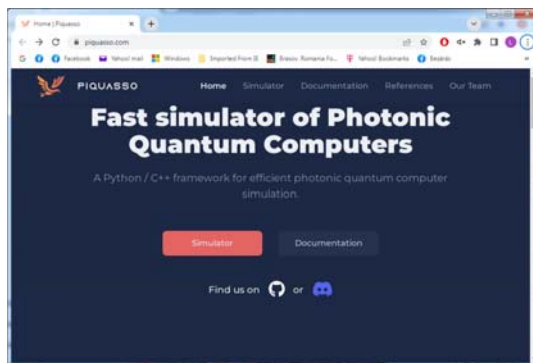 Home | Piquasso
piquasso.com
Facebook Yahoo! mail Windows Imported From IE Yahoo! Bookmarks
PIQUASSO Home Simulator Documentation References Our Team
Fast simulator of Photonic
Quantum Computers
A Python / C++ framework for efficient photonic quantum computer
simulation.
Simulator Documentation
Find us on or